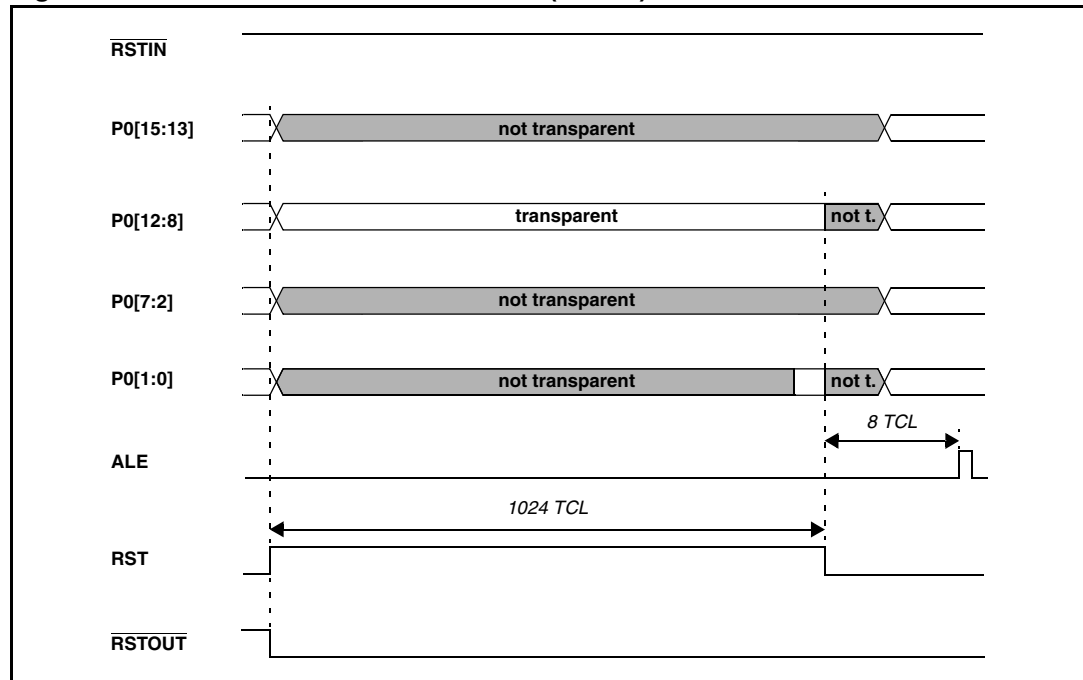 RSTIN
P0[15:13] not transparent
P0[12:8] transparent not t.
P0[7:2] not transparent
P0[1:0] not transparent not t.
8 TCL
ALE
1024 TCL
RST
RSTOUT